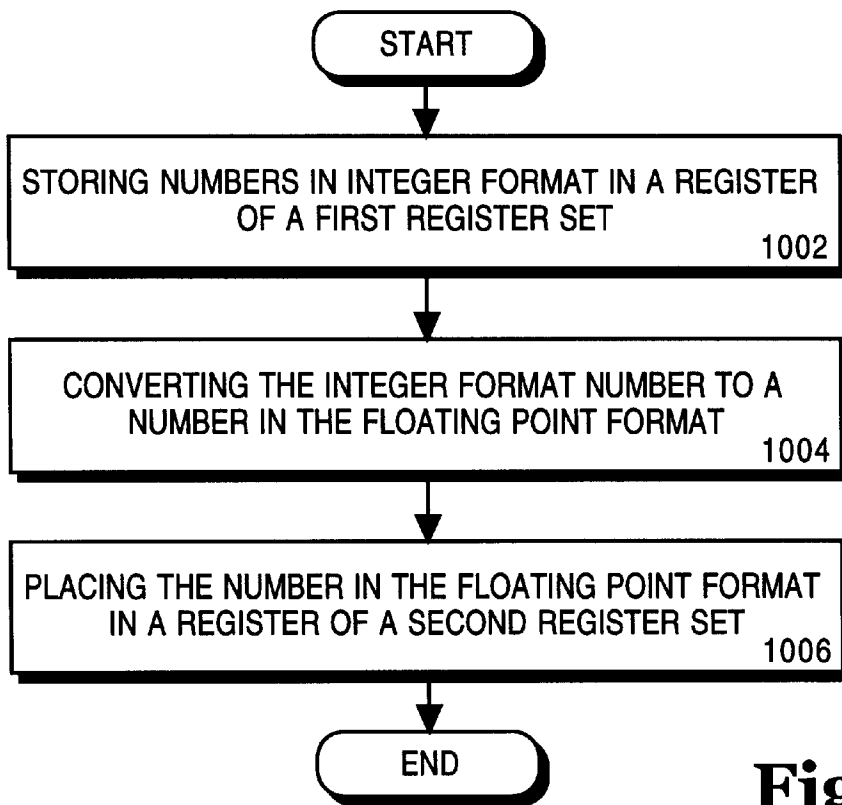 START
STORING NUMBERS IN INTEGER FORMAT IN A REGISTER
OF A FIRST REGISTER SET
1002
CONVERTING THE INTEGER FORMAT NUMBER TO A
NUMBER IN THE FLOATING POINT FORMAT
1004
PLACING THE NUMBER IN THE FLOATING POINT FORMAT
IN A REGISTER OF A SECOND REGISTER SET
1006
END
Fig